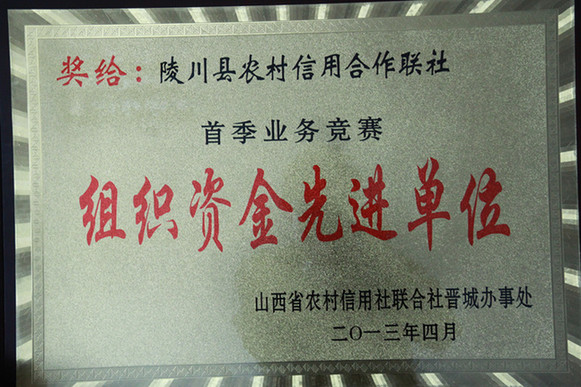 奖给：陵川县农村信用合作联社
首季业务竞赛
组织资金先进单位
山西省农村信用社联合社晋城办事处
二〇一三年四月